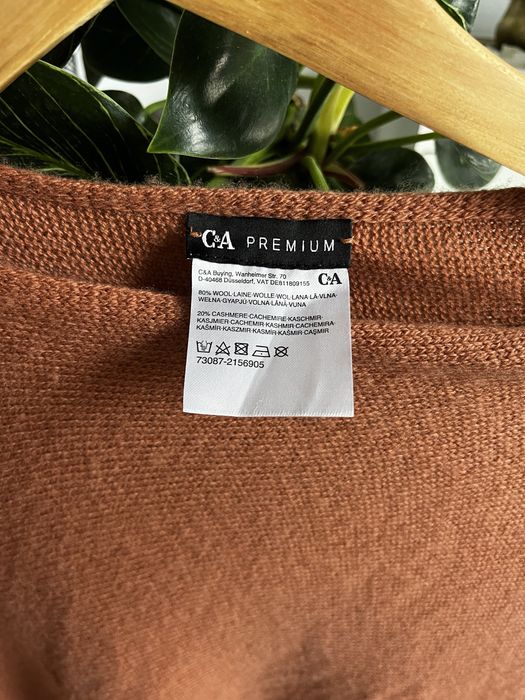 C&A PREMIUM
C&A Buying, Wanheimer Str. 70
D-40468 Düsseldorf, VAT DE811809155 C&A
80% WOOL·LAINE·WOLLE·WOL·LANA·LÃ·VLNA·
WEŁNA·GYAPJÚ·VOLNA·LÂNĂ·VUNA
20% CASHMERE·CACHEMIRE·KASCHMIR·
KASJMIER·CACHEMIR·KASHMIR·CACHEMIRA·
KAŠMÍR·KASZMIR·KASMÍR·KAŠMIR·CAŞMIR
73087-2156905